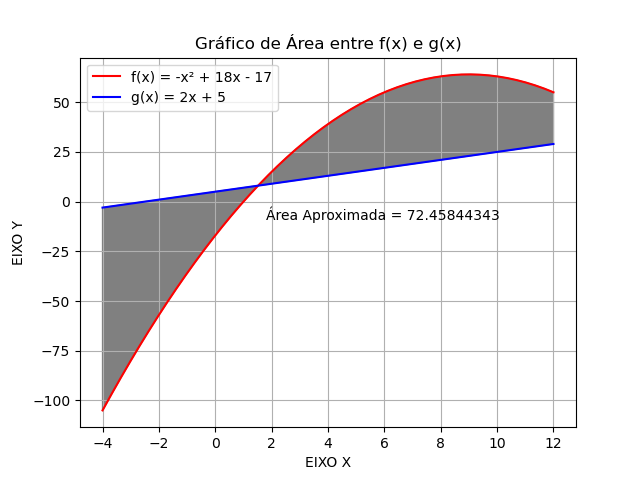 Gráfico de Área entre f(x) e g(x)
f(x) = -x² + 18x - 17
g(x) = 2x + 5
50
25
0
−25
−50
−75
−100
EIXO Y
Área Aproximada = 72.45844343
−4 −2 0 2 4 6 8 10 12
EIXO X